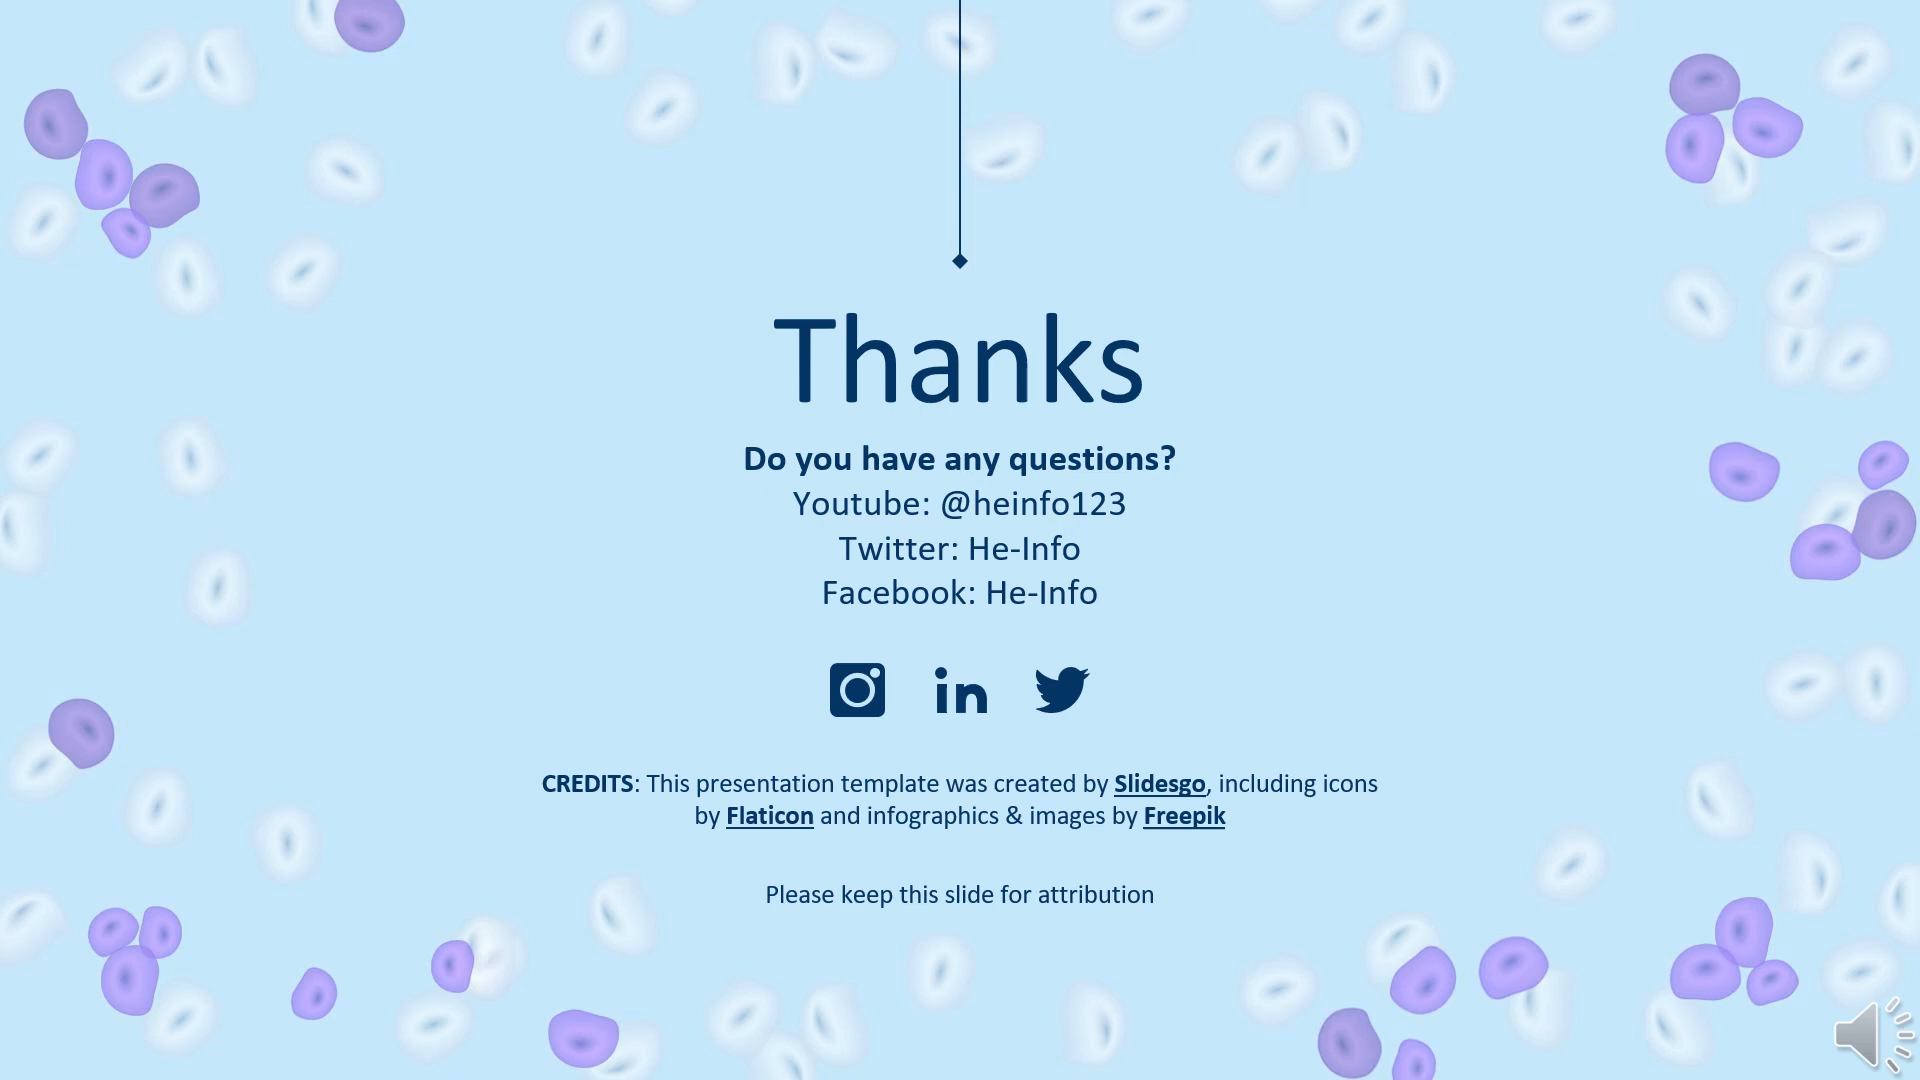 Thanks
Do you have any questions?
Youtube: @heinfo123
Twitter: He-Info
Facebook: He-Info
in
CREDITS: This presentation template was created by Slidesgo, including icons
by Flaticon and infographics & images by Freepik
Please keep this slide for attribution